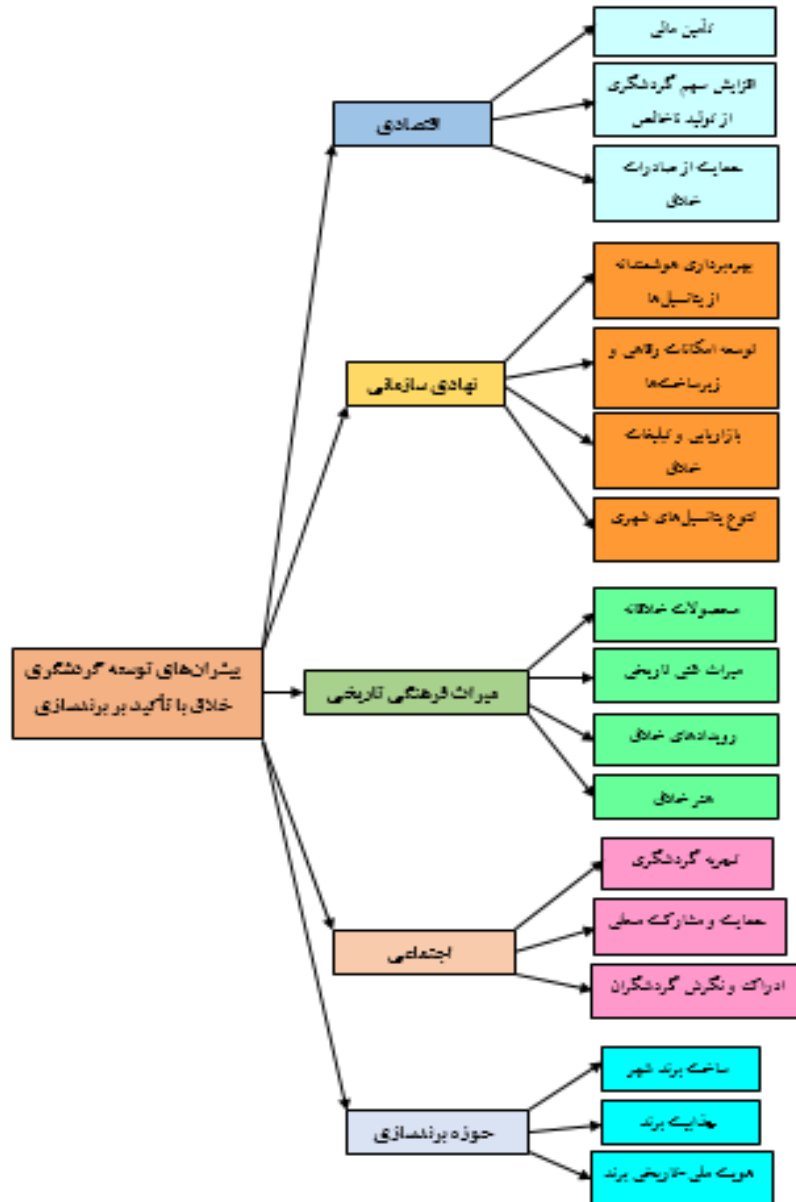 تأمین مالی
افزایش سهم گردشگری
از تولید ناخالص
حمایت از صادرات
خلاق
اقتصادی
بهره‌برداری هوشمندانه
از پتانسیل‌ها
توسعه امکانات رفاهی و
زیرساخت‌ها
بازاریابی و تبلیغات
خلاق
تنوع پتانسیل‌های شهری
نهادی سازمانی
محصولات خلاقانه
میراث غنی تاریخی
رویدادهای خلاق
هنر خلاق
میراث فرهنگی تاریخی
پیشران‌های توسعه گردشگری
خلاق با تأکید بر برندسازی
تجربه گردشگری
حمایت و مشارکت محلی
ادراک و نگرش گردشگران
اجتماعی
ساخت برند شهر
جذابیت برند
هویت ملی-تاریخی برند
حوزه برندسازی